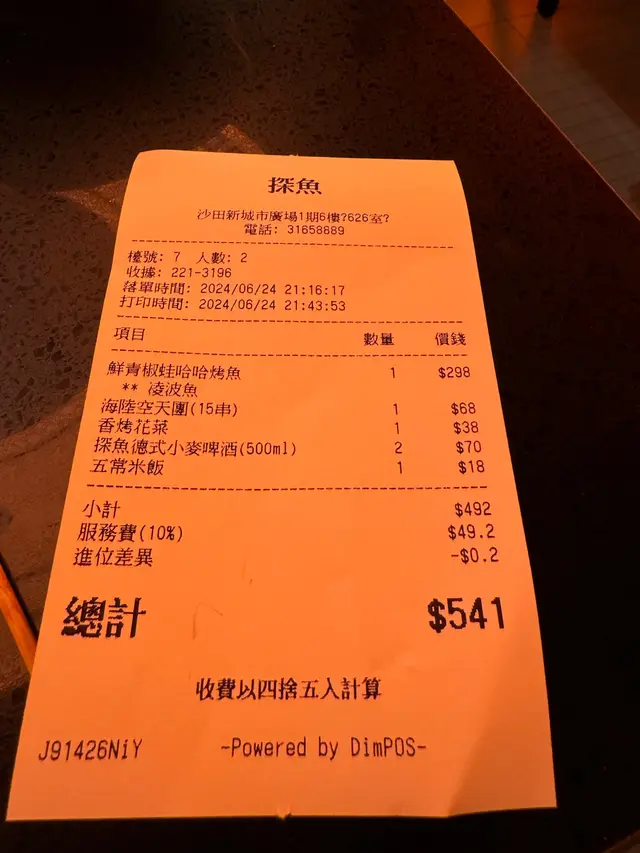 探魚
沙田新城市廣場1期6樓?626室?
電話: 31658889
檯號: 7 人數: 2
收據: 221-3196
落單時間: 2024/06/24 21:16:17
打印時間: 2024/06/24 21:43:53
項目 數量 價錢
鮮青椒蛙哈哈烤魚 1 $298
** 凌波魚
海陸空天團(15串) 1 $68
香烤花菜 1 $38
探魚德式小麥啤酒(500ml) 2 $70
五常米飯 1 $18
小計 $492
服務費(10%) $49.2
進位差異 -$0.2
總計 $541
收費以四捨五入計算
J91426NiY ~Powered by DimPOS~